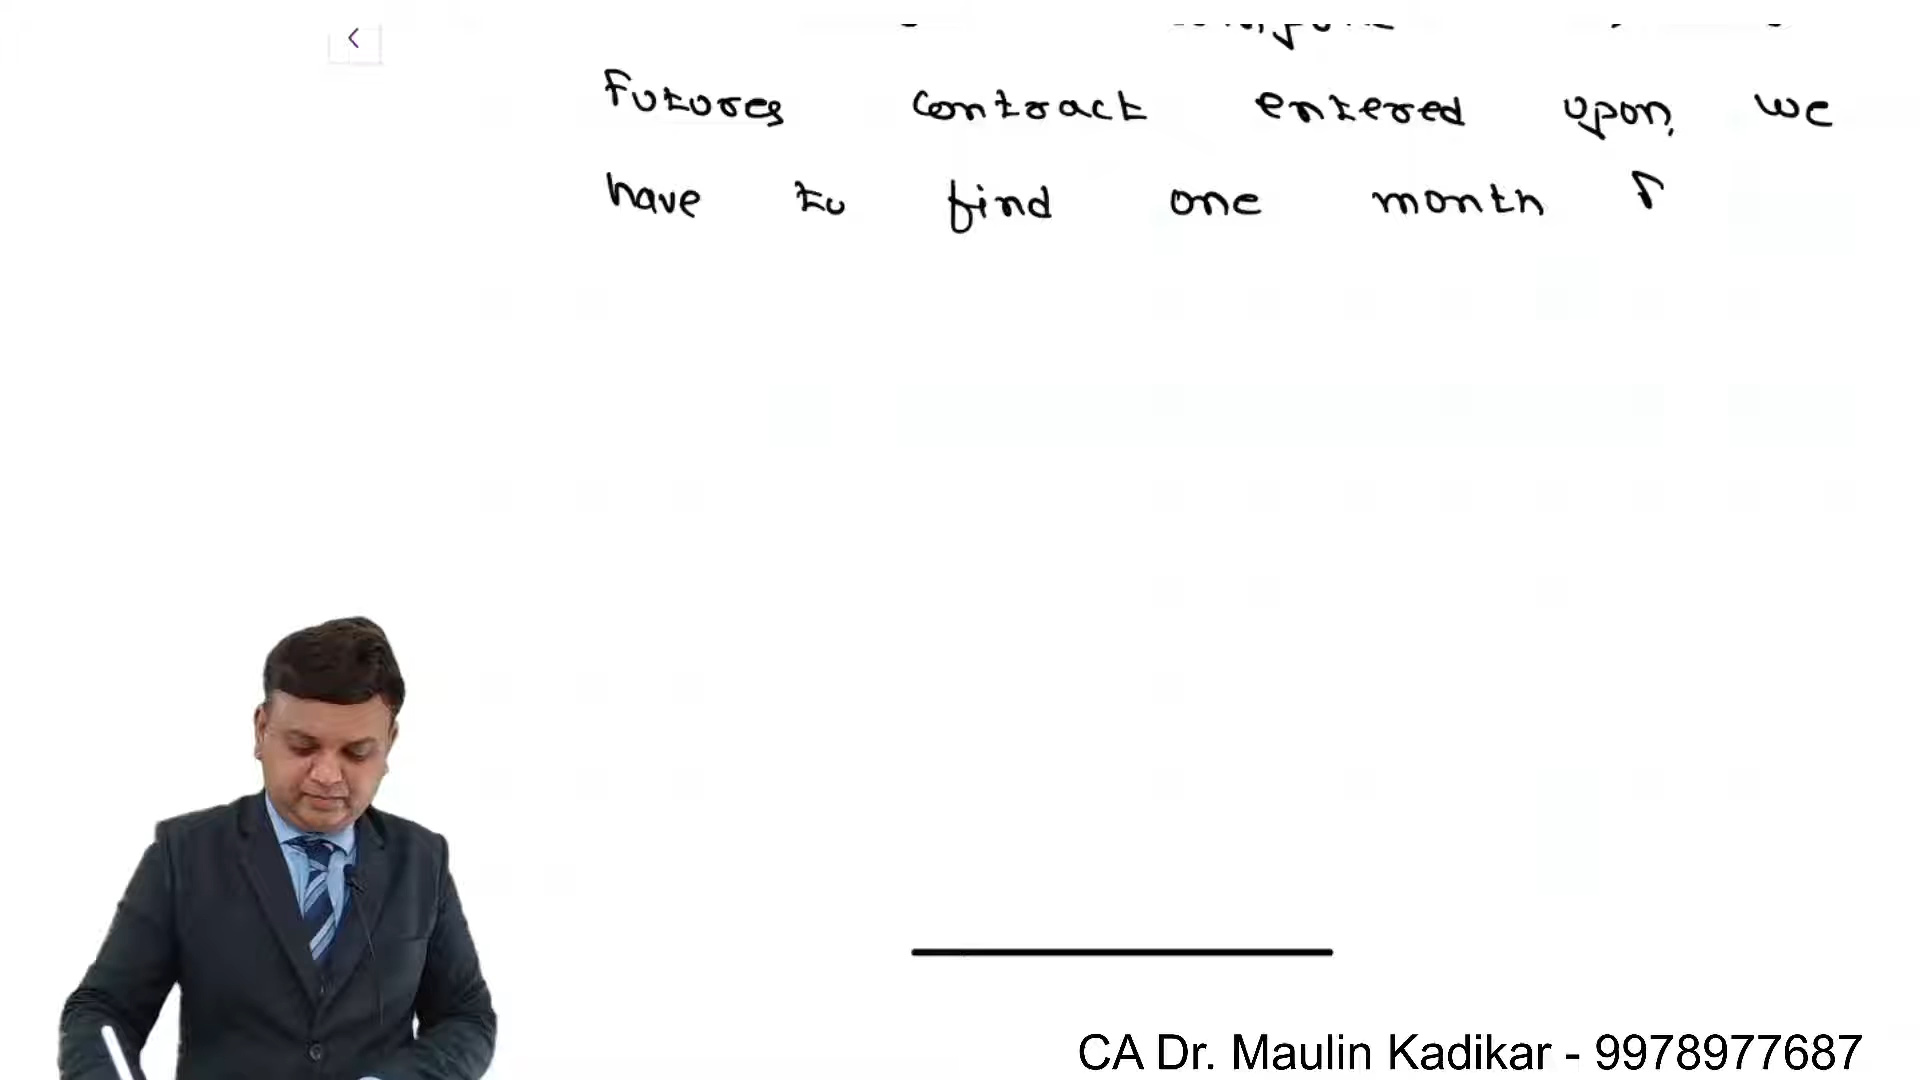 Futures contract entered upon, we
have to find one month F
CA Dr. Maulin Kadikar - 9978977687